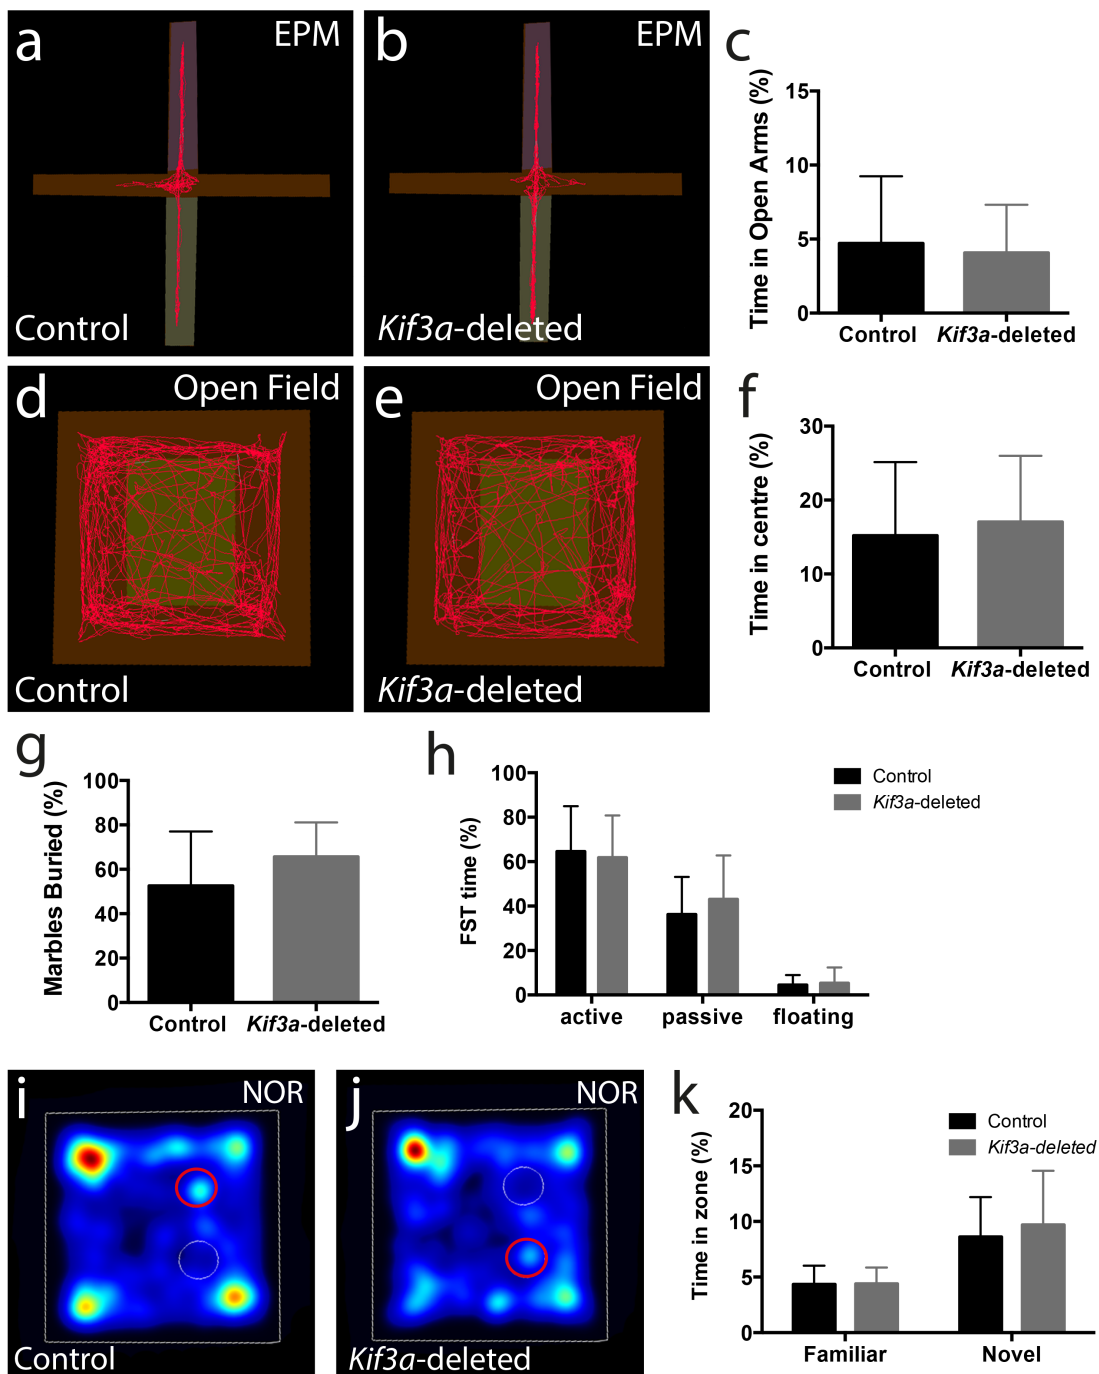 a
EPM
Control
b
EPM
Kif3a-deleted
c
Time in Open Arms (%)
15
10
5
0
Control
Kif3a-deleted
d
Open Field
Control
e
Open Field
Kif3a-deleted
f
Time in centre (%)
30
20
10
0
Control
Kif3a-deleted
g
Marbles Buried (%)
100
80
60
40
20
0
Control
Kif3a-deleted
h
FST time (%)
100
80
60
40
20
0
active
passive
floating
Control
Kif3a-deleted
i
NOR
Control
j
NOR
Kif3a-deleted
k
Time in zone (%)
20
15
10
5
0
Familiar
Novel
Control
Kif3a-deleted